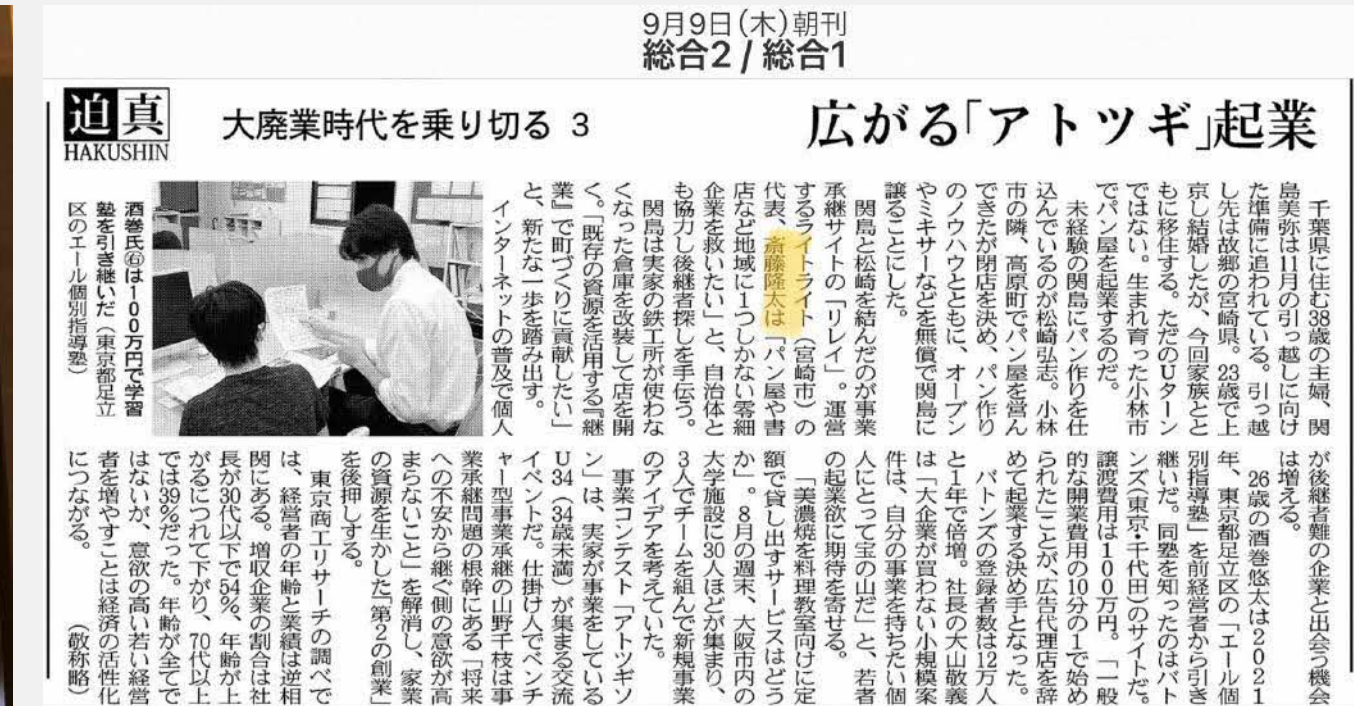 9月9日(木)朝刊
総合2 / 総合1
広がる「アトツギ」起業
大廃業時代を乗り切る 3
迫真
HAKUSHIN
千葉県に住む38歳の主婦、関
島美弥は11月の引っ越しに向け
た準備に追われている。引っ越
し先は故郷の宮崎県。23歳で上
京し結婚したが、今回家族とと
もに移住する。ただのUターン
ではない。生まれ育った小林市
でパン屋を起業するのだ。
未経験の関島にパン作りを仕
込んでいるのが松崎弘志。小林
市の隣、高原町でパン屋を営ん
できたが閉店を決め、パン作り
のノウハウとともに、オーブン
やミキサーなどを無償で関島に
譲ることにした。
関島と松崎を結んだのが事業
承継サイトの「リレイ」。運営
するライトライト(宮崎市)の
代表、齋藤隆太は「パン屋や書
店など地域に1つしかない零細
企業を救いたい」と、自治体と
も協力し後継者探しを手伝う。
関島は実家の鉄工所が使わな
くなった倉庫を改装して店を開
く。「既存の資源を活用する『継
業』で町づくりに貢献したい」
と、新たな一歩を踏み出す。
インターネットの普及で個人
酒巻氏㊨は100万円で学習
塾を引き継いだ(東京都足立
区のエール個別指導塾)
が後継者難の企業と出会う機会
は増える。
26歳の酒巻悠太は2021
年、東京都足立区の「エール個
別指導塾」を前経営者から引き
継いだ。同塾を知ったのはバト
ンズ(東京・千代田)のサイトだ。
譲渡費用は100万円。「一般
的な開業費用の10分の1で始め
られた」ことが、広告代理店を辞
めて起業する決め手となった。
バトンズの登録者数は12万人
と1年で倍増。社長の大山敬義
は「大企業が買わない小規模案
件は、自分の事業を持ちたい個
人にとって宝の山だ」と、若者
の起業欲に期待を寄せる。
「美濃焼を料理教室向けに定
額で貸し出すサービスはどう
か」。8月の週末、大阪市内の
大学施設に30人ほどが集まり、
3人でチームを組んで新規事業
のアイデアを考えていた。
事業コンテスト「アトツギソ
ン」は、実家が事業をしている
U34(34歳未満)が集まる交流
イベントだ。仕掛け人でベンチ
ャー型事業承継の山野千枝は事
業承継問題の根幹にある「将来
への不安から継ぐ側の意欲が高
まらないこと」を解消し、家業
の資源を生かした「第2の創業」
を後押しする。
東京商工リサーチの調べで
は、経営者の年齢と業績は逆相
関にある。増収企業の割合は社
長が30代以下で54%、年齢が上
がるにつれて下がり、70代以上
では39%だった。年齢が全てで
はないが、意欲の高い若い経営
者を増やすことは経済の活性化
につながる。 (敬称略)